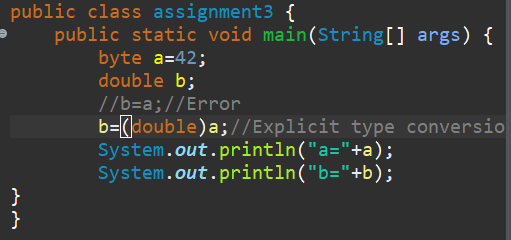 public class assignment3 {
public static void main(String[] args) {
byte a=42;
double b;
//b=a;//Error
b=(double)a;//Explicit type conversio
System.out.println("a="+a);
System.out.println("b="+b);
}
}